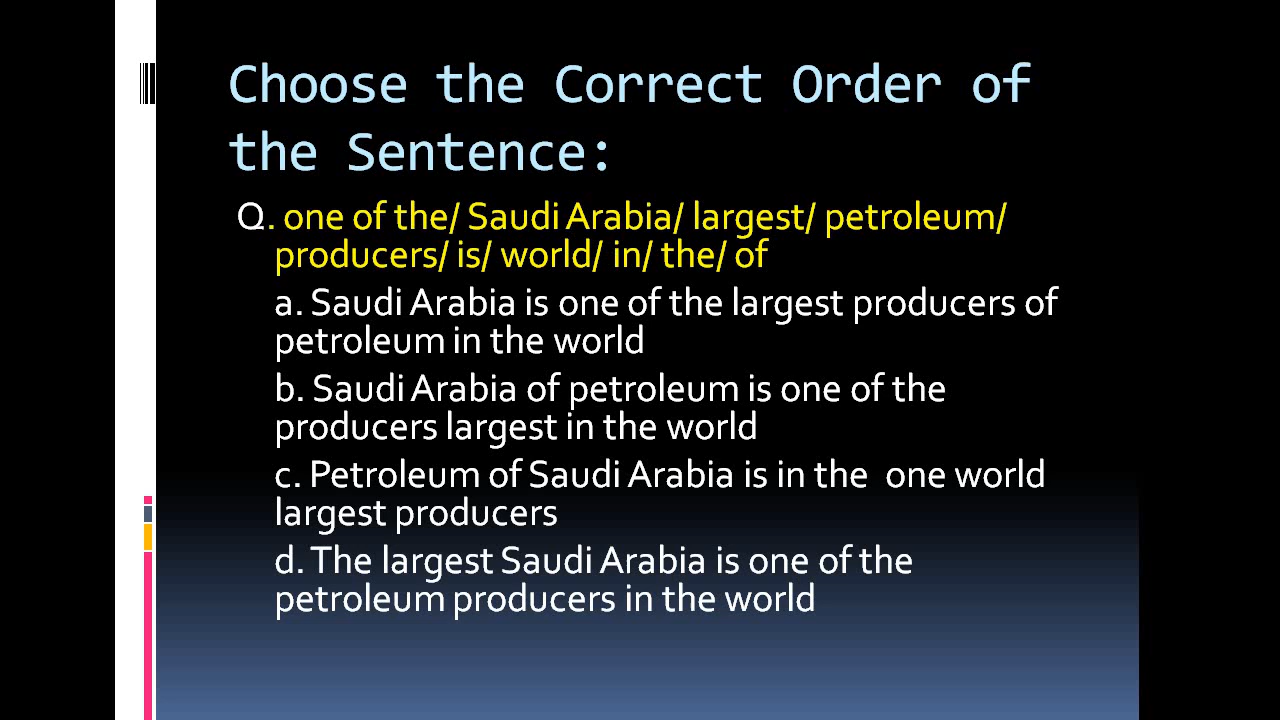 Choose the Correct Order of
the Sentence:
Q. one of the/ Saudi Arabia/ largest/ petroleum/
producers/ is/ world/ in/ the/ of
a. Saudi Arabia is one of the largest producers of
petroleum in the world
b. Saudi Arabia of petroleum is one of the
producers largest in the world
c. Petroleum of Saudi Arabia is in the  one world
largest producers
d. The largest Saudi Arabia is one of the
petroleum producers in the world